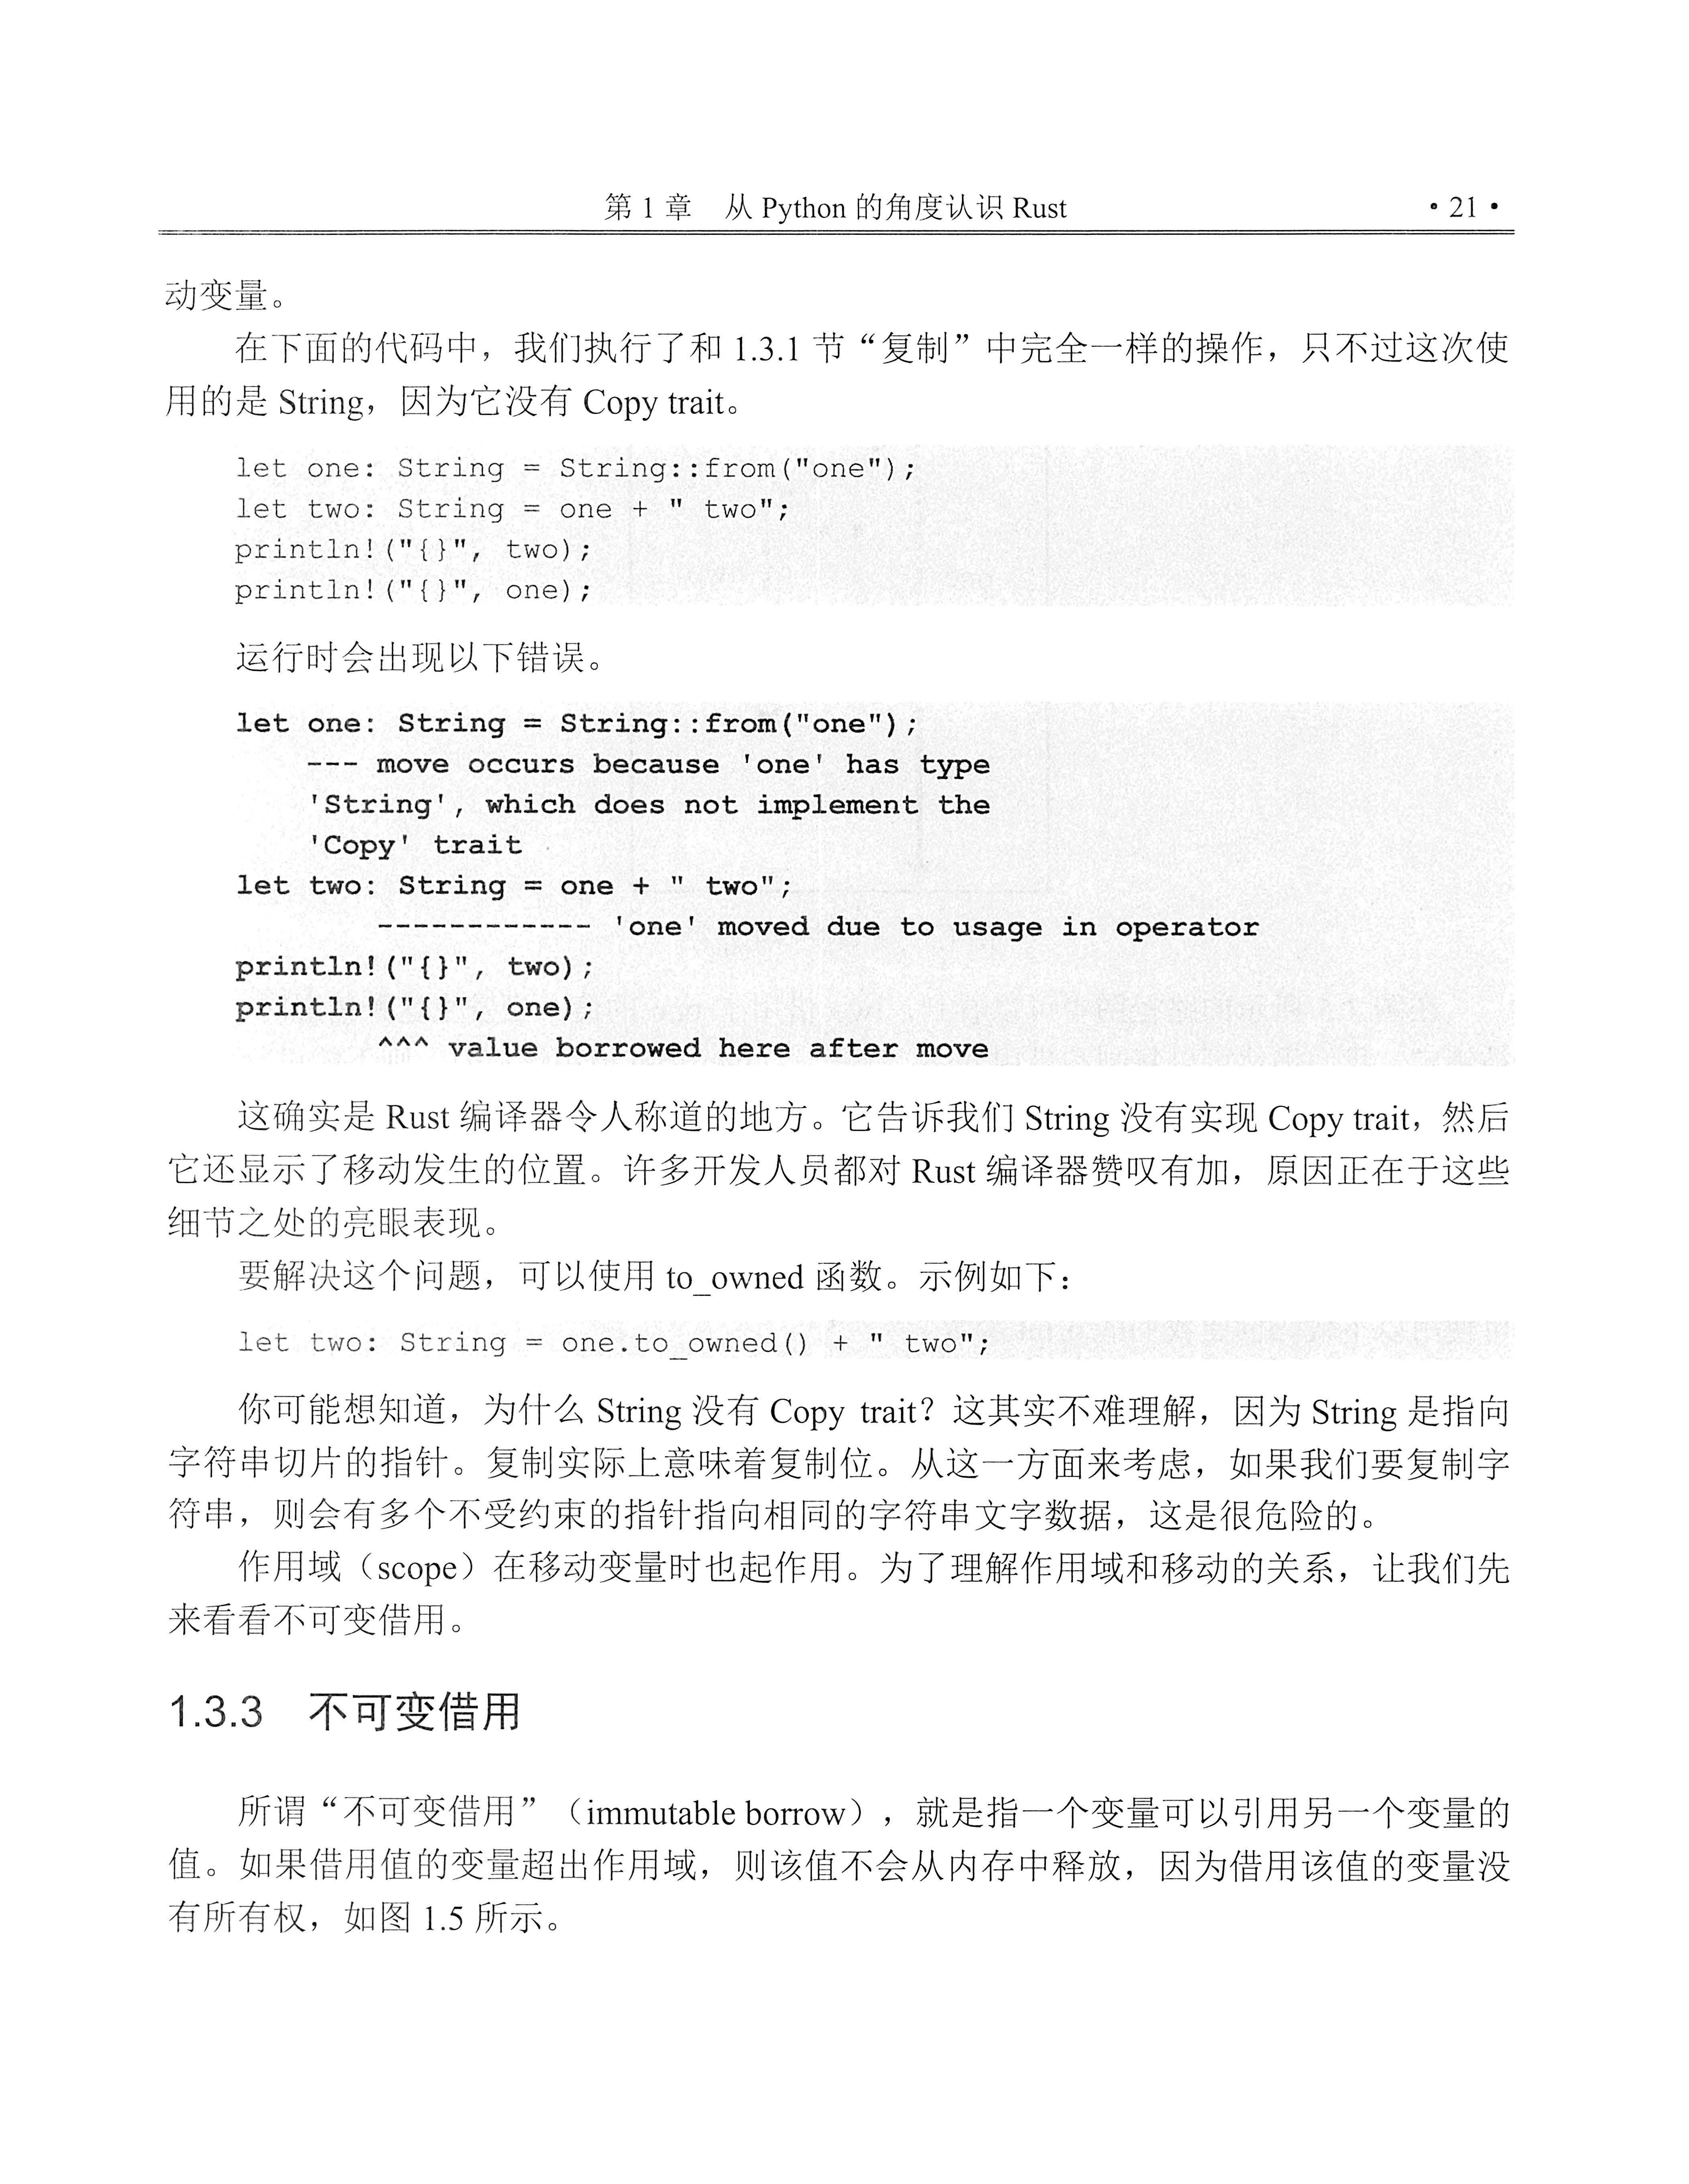 第 1 章　从 Python 的角度认识 Rust　·21·
动变量。
在下面的代码中，我们执行了和 1.3.1 节“复制”中完全一样的操作，只不过这次使
用的是 String，因为它没有 Copy trait。
let one: String = String::from("one");
let two: String = one + " two";
println!("{}", two);
println!("{}", one);
运行时会出现以下错误。
let one: String = String::from("one");
    --- move occurs because 'one' has type
    'String', which does not implement the
    'Copy' trait
let two: String = one + " two";
        ------------ 'one' moved due to usage in operator
println!("{}", two);
println!("{}", one);
        ^^^ value borrowed here after move
这确实是 Rust 编译器令人称道的地方。它告诉我们 String 没有实现 Copy trait，然后
它还显示了移动发生的位置。许多开发人员都对 Rust 编译器赞叹有加，原因正在于这些
细节之处的亮眼表现。
要解决这个问题，可以使用 to_owned 函数。示例如下：
let two: String = one.to_owned() + " two";
你可能想知道，为什么 String 没有 Copy trait？这其实不难理解，因为 String 是指向
字符串切片的指针。复制实际上意味着复制位。从这一方面来考虑，如果我们要复制字
符串，则会有多个不受约束的指针指向相同的字符串文字数据，这是很危险的。
作用域（scope）在移动变量时也起作用。为了理解作用域和移动的关系，让我们先
来看看不可变借用。
1.3.3　不可变借用
所谓“不可变借用”（immutable borrow），就是指一个变量可以引用另一个变量的
值。如果借用值的变量超出作用域，则该值不会从内存中释放，因为借用该值的变量没
有所有权，如图 1.5 所示。